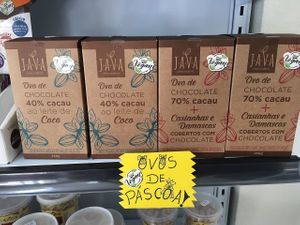 JAVA
Ovo de
CHOCOLATE
40% cacau
ao leite de
Coco
JAVA
Ovo de
CHOCOLATE
40% cacau
ao leite de
Coco
JAVA
Ovo de
CHOCOLATE
70% cacau
+
Castanhas e
Damascos
COBERTOS COM
CHOCOLATE
JAVA
Ovo de
CHOCOLATE
70% cacau
+
Castanhas e
Damascos
COBERTOS COM
CHOCOLATE
OVOS
DE
PÁSCOA